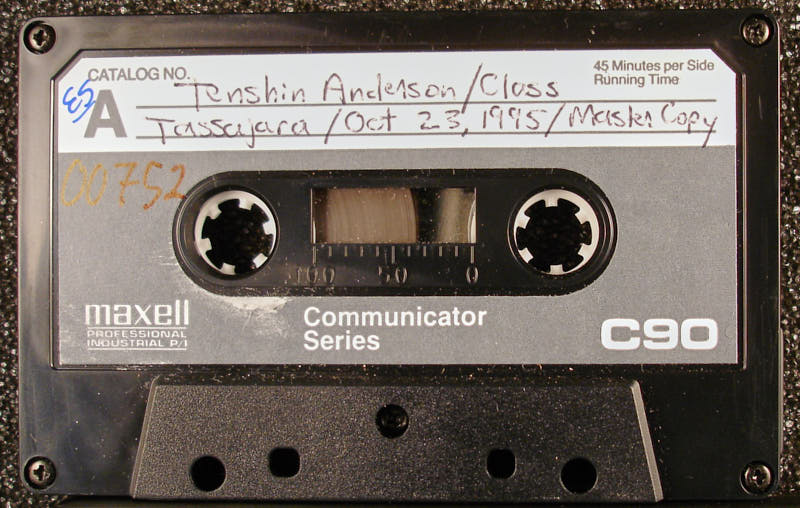 CATALOG NO.
45 Minutes per Side
Running Time
A
Tenshin Anderson/Class
Tassajara/Oct 23, 1995/Master Copy
00752
100 50 0
maxell
PROFESSIONAL
INDUSTRIAL P/I
Communicator
Series
C90